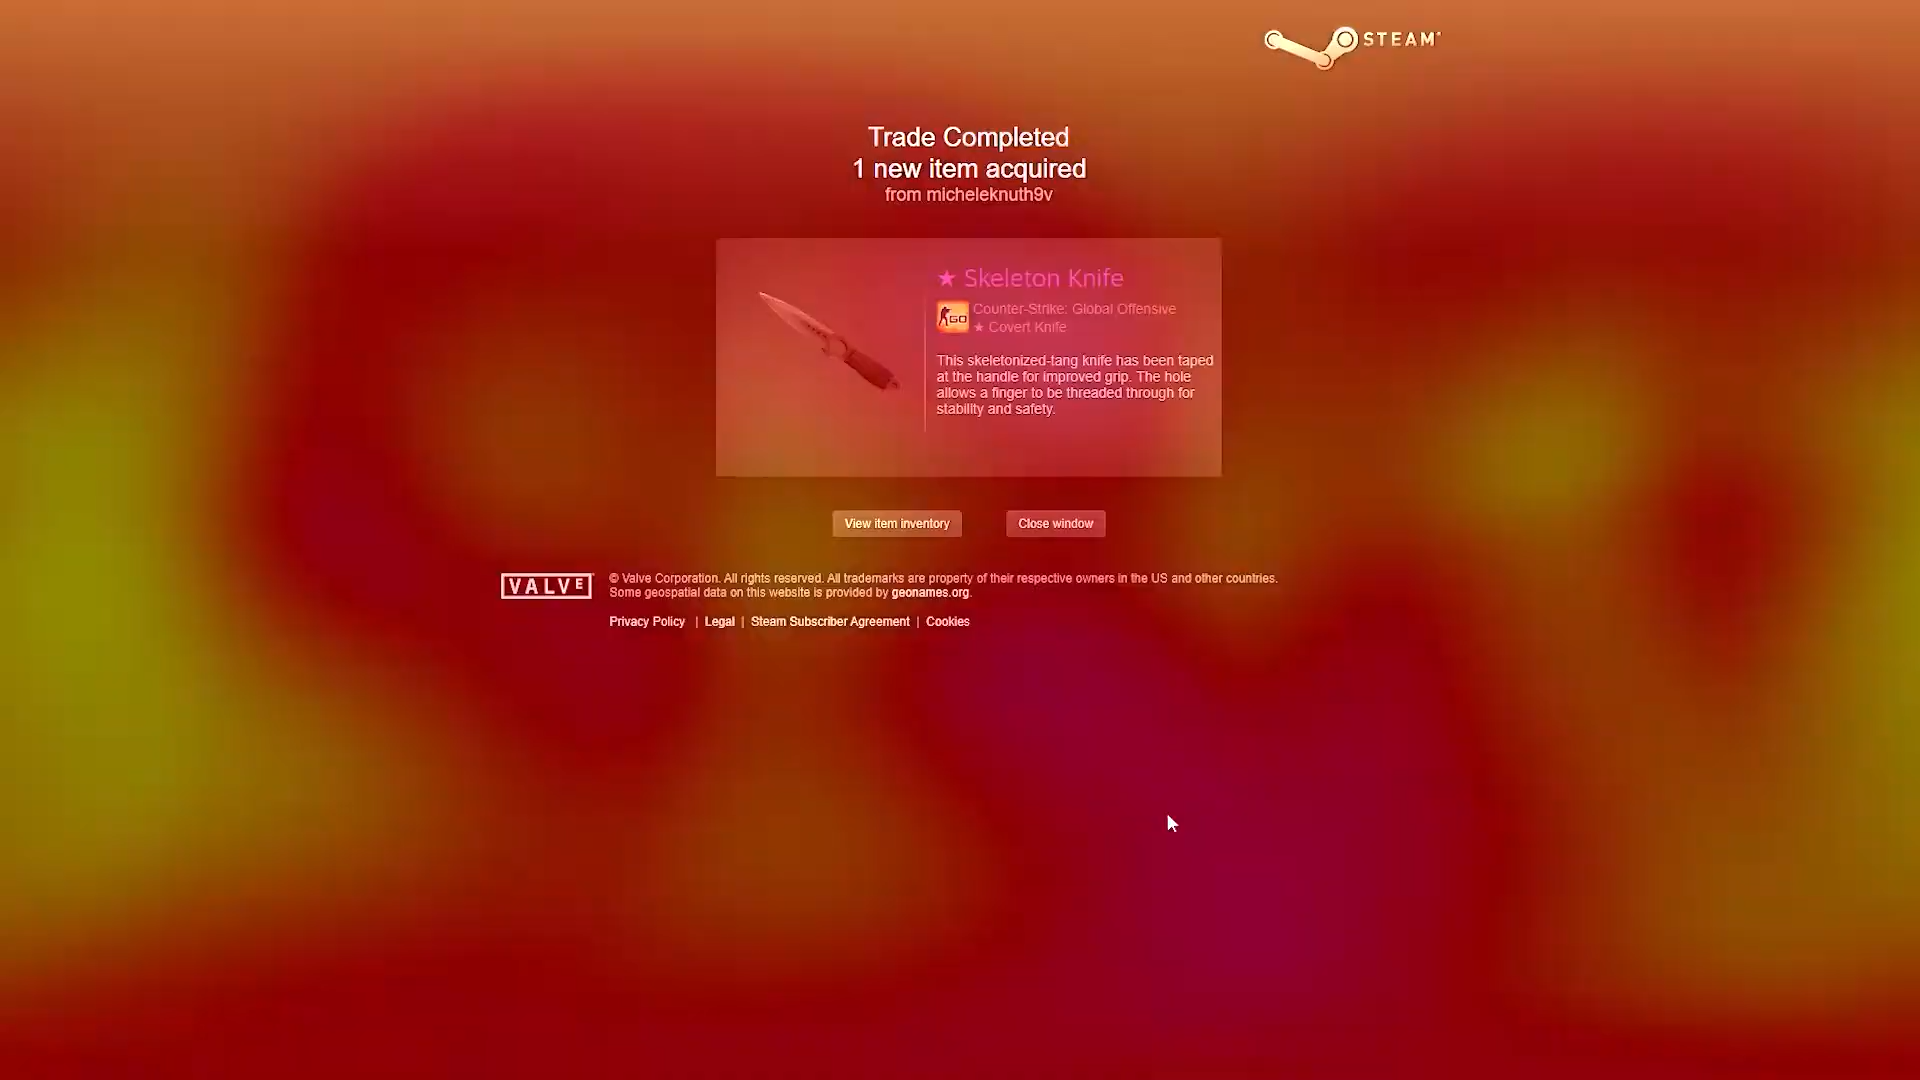 STEAM
Trade Completed
1 new item acquired
from micheleknuth9v
★ Skeleton Knife
GO
Counter-Strike: Global Offensive
★ Covert Knife
This skeletonized-tang knife has been taped
at the handle for improved grip. The hole
allows a finger to be threaded through for
stability and safety.
View item inventory
Close window
VALVE
© Valve Corporation. All rights reserved. All trademarks are property of their respective owners in the US and other countries.
Some geospatial data on this website is provided by geonames.org.
Privacy Policy | Legal | Steam Subscriber Agreement | Cookies